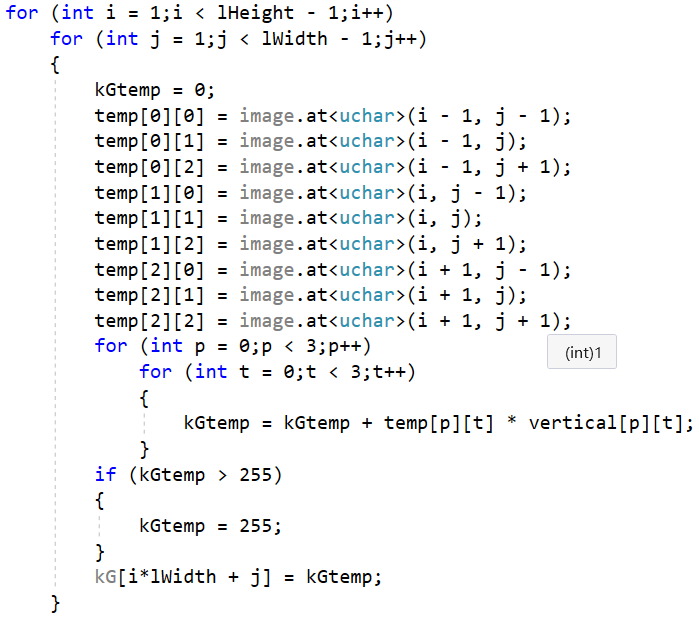 for (int i = 1;i < lHeight - 1;i++)
    for (int j = 1;j < lWidth - 1;j++)
    {
        kGtemp = 0;
        temp[0][0] = image.at<uchar>(i - 1, j - 1);
        temp[0][1] = image.at<uchar>(i - 1, j);
        temp[0][2] = image.at<uchar>(i - 1, j + 1);
        temp[1][0] = image.at<uchar>(i, j - 1);
        temp[1][1] = image.at<uchar>(i, j);
        temp[1][2] = image.at<uchar>(i, j + 1);
        temp[2][0] = image.at<uchar>(i + 1, j - 1);
        temp[2][1] = image.at<uchar>(i + 1, j);
        temp[2][2] = image.at<uchar>(i + 1, j + 1);
        for (int p = 0;p < 3;p++)
(int)1
            for (int t = 0;t < 3;t++)
            {
                kGtemp = kGtemp + temp[p][t] * vertical[p][t];
            }
        if (kGtemp > 255)
        {
            kGtemp = 255;
        }
        kG[i*lWidth + j] = kGtemp;
    }